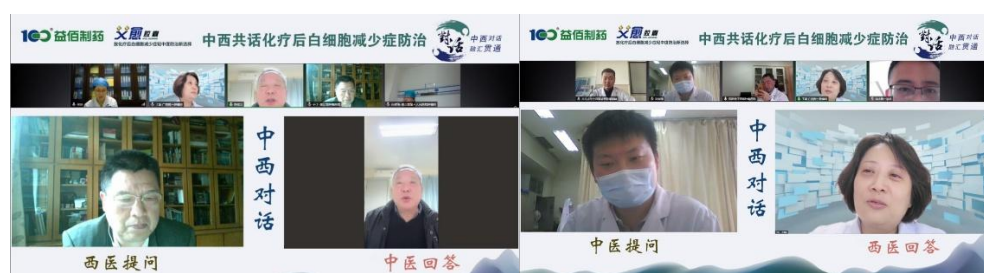 100+ 益佰制药 艾愈胶囊
中西共话化疗后白细胞减少症防治
对话
中西对话
融汇贯通
中西对话
西医提问
中医回答
100+ 益佰制药 艾愈胶囊
中西共话化疗后白细胞减少症防治
对话
中西对话
融汇贯通
中西对话
中医提问
西医回答